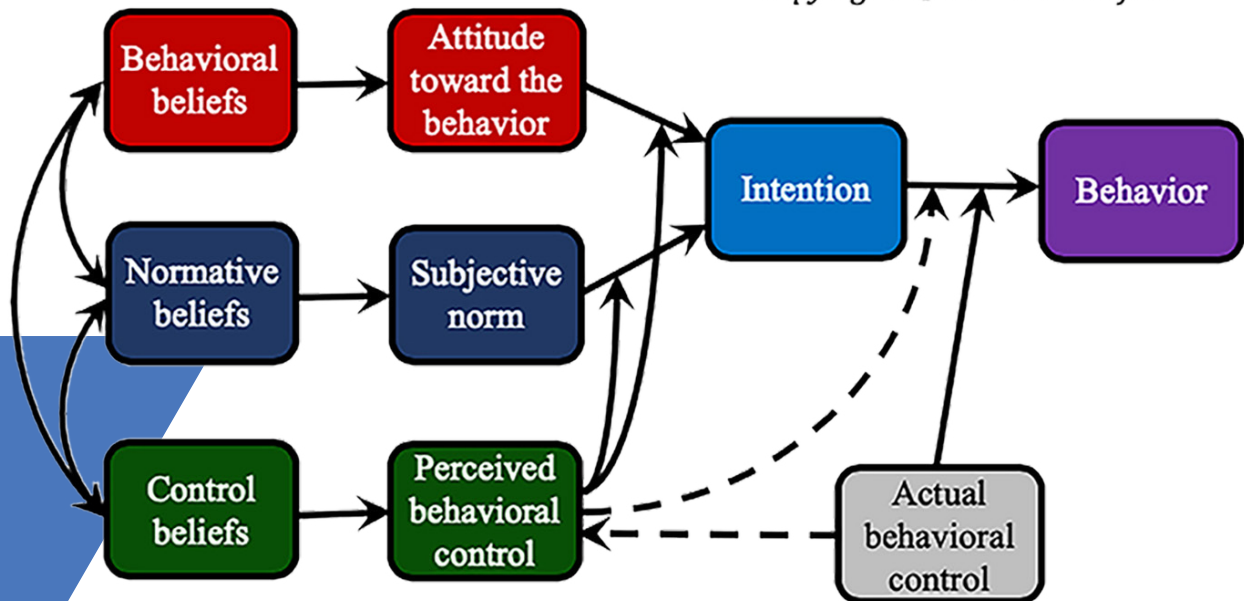 Behavioral
beliefs
Attitude
toward the
behavior
Intention
Behavior
Normative
beliefs
Subjective
norm
Control
beliefs
Perceived
behavioral
control
Actual
behavioral
control